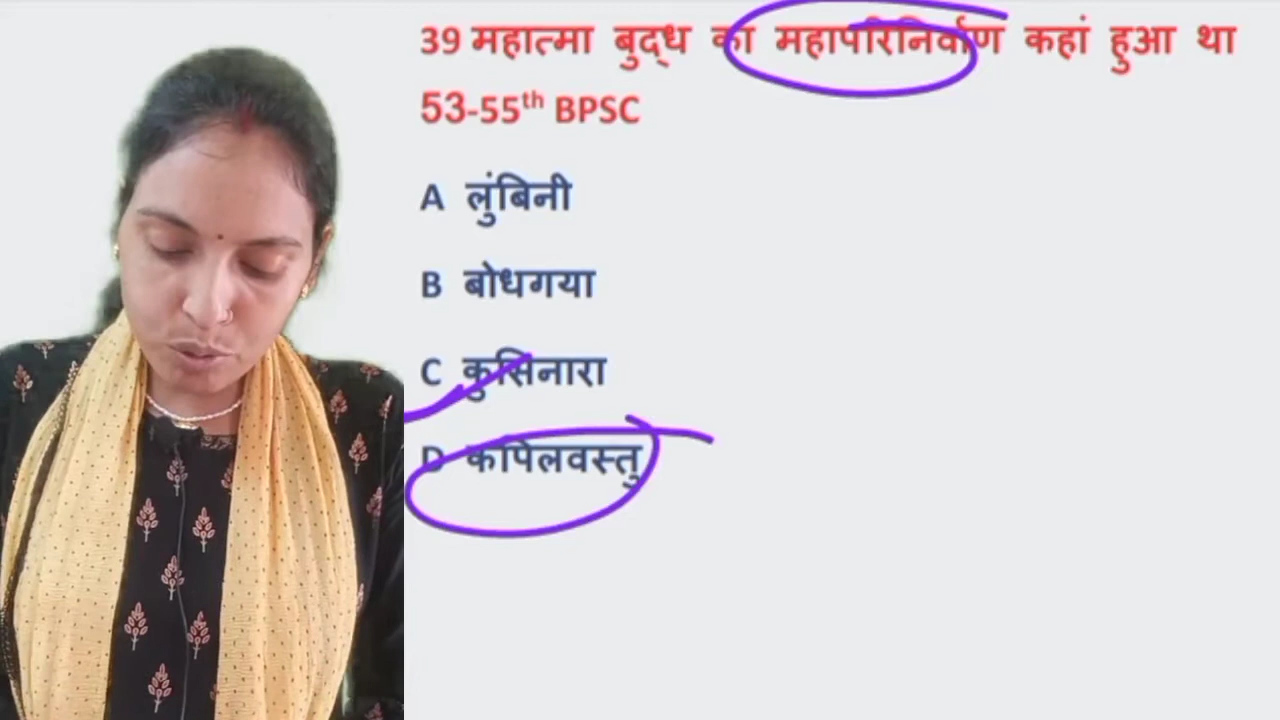 39 महात्मा बुद्ध का महापरिनिर्वाण कहां हुआ था
53-55th BPSC
A लुंबिनी
B बोधगया
C कुसिनारा
D कपिलवस्तु